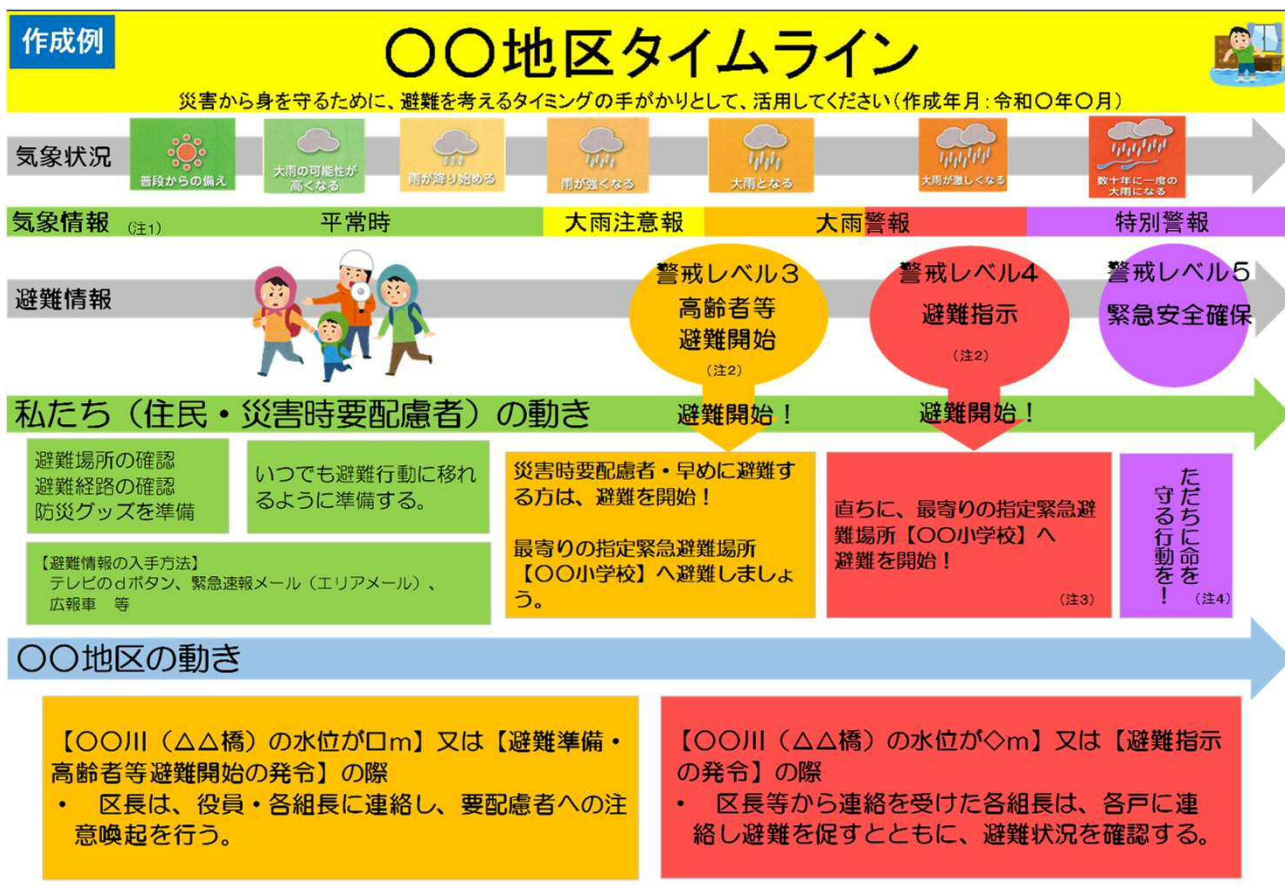 作成例
〇〇地区タイムライン
災害から身を守るために、避難を考えるタイミングの手がかりとして、活用してください(作成年月:令和〇年〇月)
気象状況
普段からの備え
大雨の可能性が
高くなる
雨が降り始める
雨が強くなる
大雨となる
大雨が激しくなる
数十年に一度の
大雨になる
気象情報 (注1)
平常時
大雨注意報
大雨警報
特別警報
避難情報
警戒レベル3
高齢者等
避難開始
(注2)
警戒レベル4
避難指示
(注2)
警戒レベル5
緊急安全確保
私たち(住民・災害時要配慮者)の動き
避難開始!
避難開始!
避難場所の確認
避難経路の確認
防災グッズを準備
いつでも避難行動に移れ
るように準備する。
【避難情報の入手方法】
テレビのdボタン、緊急速報メール(エリアメール)、
広報車 等
災害時要配慮者・早めに避難す
る方は、避難を開始!
最寄りの指定緊急避難場所
【〇〇小学校】へ避難しましょ
う。
直ちに、最寄りの指定緊急避
難場所【〇〇小学校】へ
避難を開始!
(注3)
ただちに命を
守る行動を!
(注4)
〇〇地区の動き
【〇〇川(△△橋)の水位が□m】又は【避難準備・
高齢者等避難開始の発令】の際
・ 区長は、役員・各組長に連絡し、要配慮者への注
意喚起を行う。
【〇〇川(△△橋)の水位が◇m】又は【避難指示
の発令】の際
・ 区長等から連絡を受けた各組長は、各戸に連
絡し避難を促すとともに、避難状況を確認する。